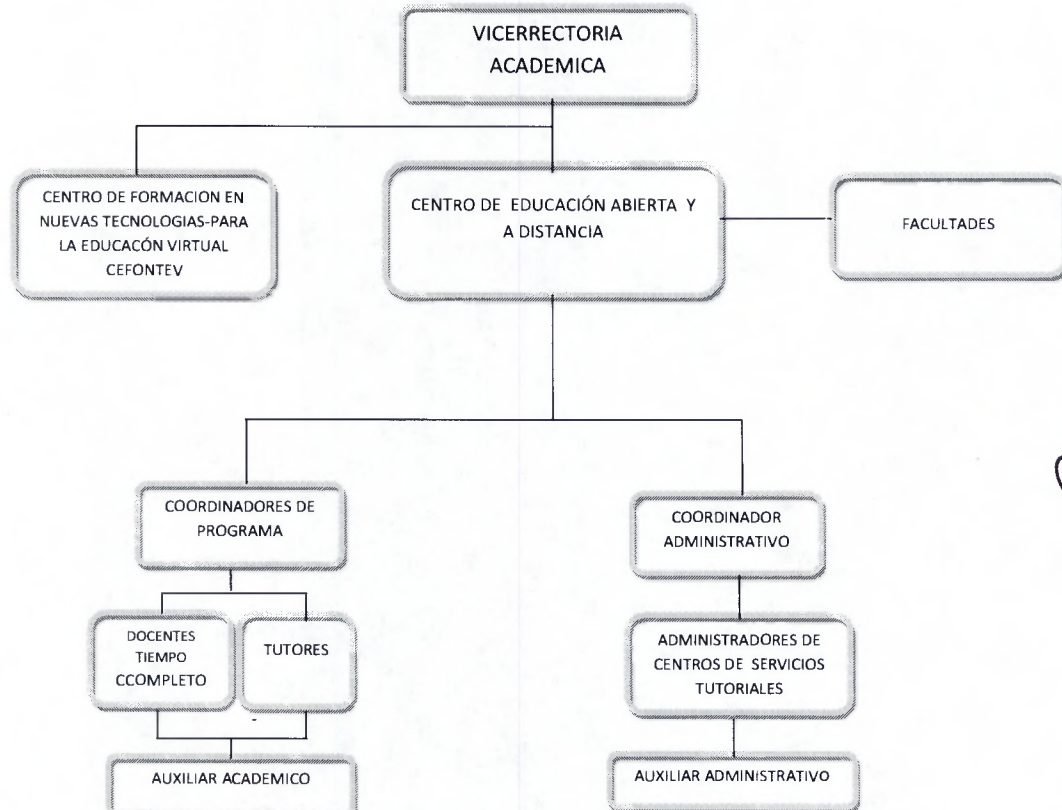 VICERRECTORIA
ACADEMICA
CENTRO DE FORMACION EN
NUEVAS TECNOLOGIAS-PARA
LA EDUCACÓN VIRTUAL
CEFONTEV
CENTRO DE EDUCACIÓN ABIERTA Y
A DISTANCIA
FACULTADES
COORDINADORES DE
PROGRAMA
COORDINADOR
ADMINISTRATIVO
DOCENTES
TIEMPO
CCOMPLETO
TUTORES
ADMINISTRADORES DE
CENTROS DE SERVICIOS
TUTORIALES
AUXILIAR ACADEMICO
AUXILIAR ADMINISTRATIVO